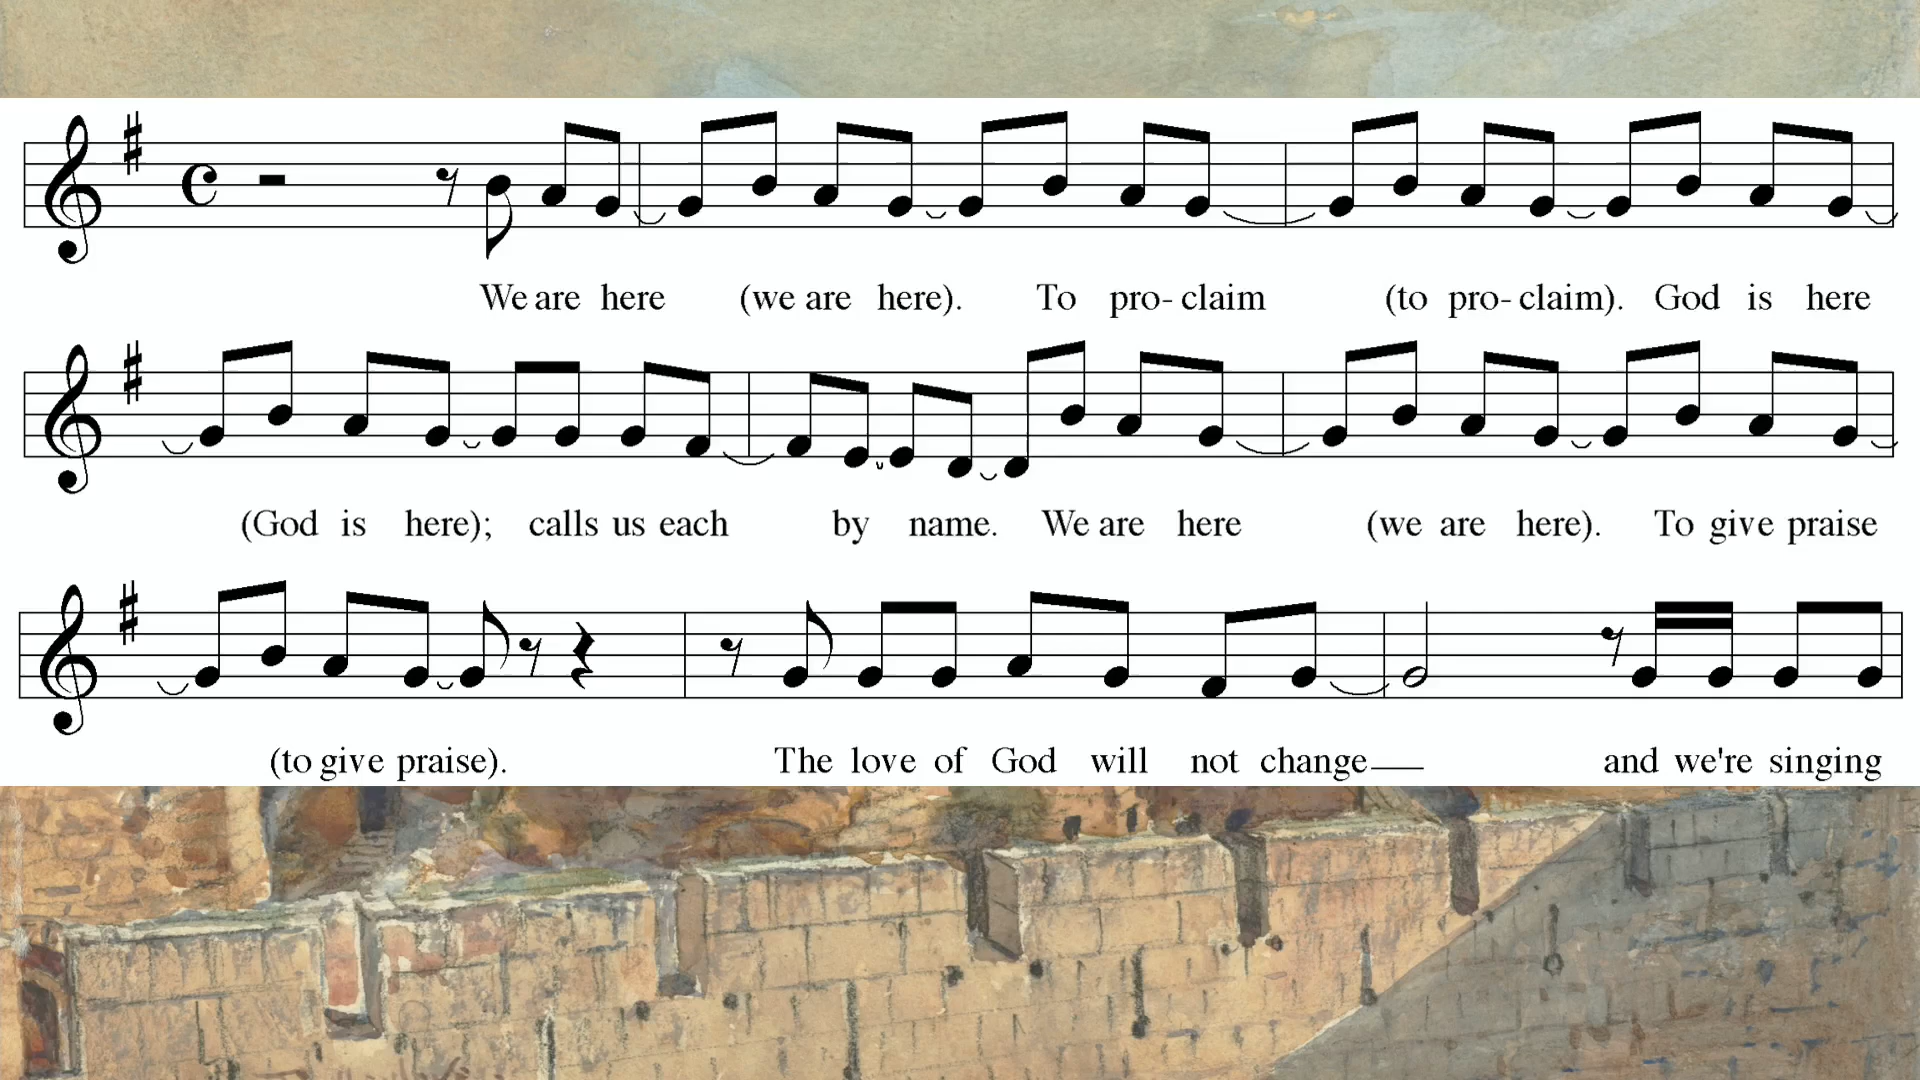 We are here (we are here). To pro- claim (to pro- claim). God is here
(God is here); calls us each by name. We are here (we are here). To give praise
(to give praise). The love of God will not change and we're singing